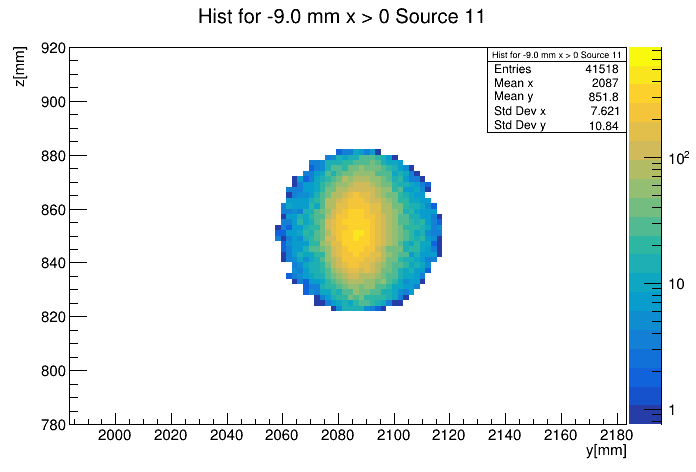 Hist for -9.0 mm x > 0 Source 11
z[mm]
920
900
880
860
840
820
800
780
2000 2020 2040 2060 2080 2100 2120 2140 2160 2180
y[mm]
Hist for -9.0 mm x > 0 Source 11
Entries 41518
Mean x 2087
Mean y 851.8
Std Dev x 7.621
Std Dev y 10.84
10²
10
1